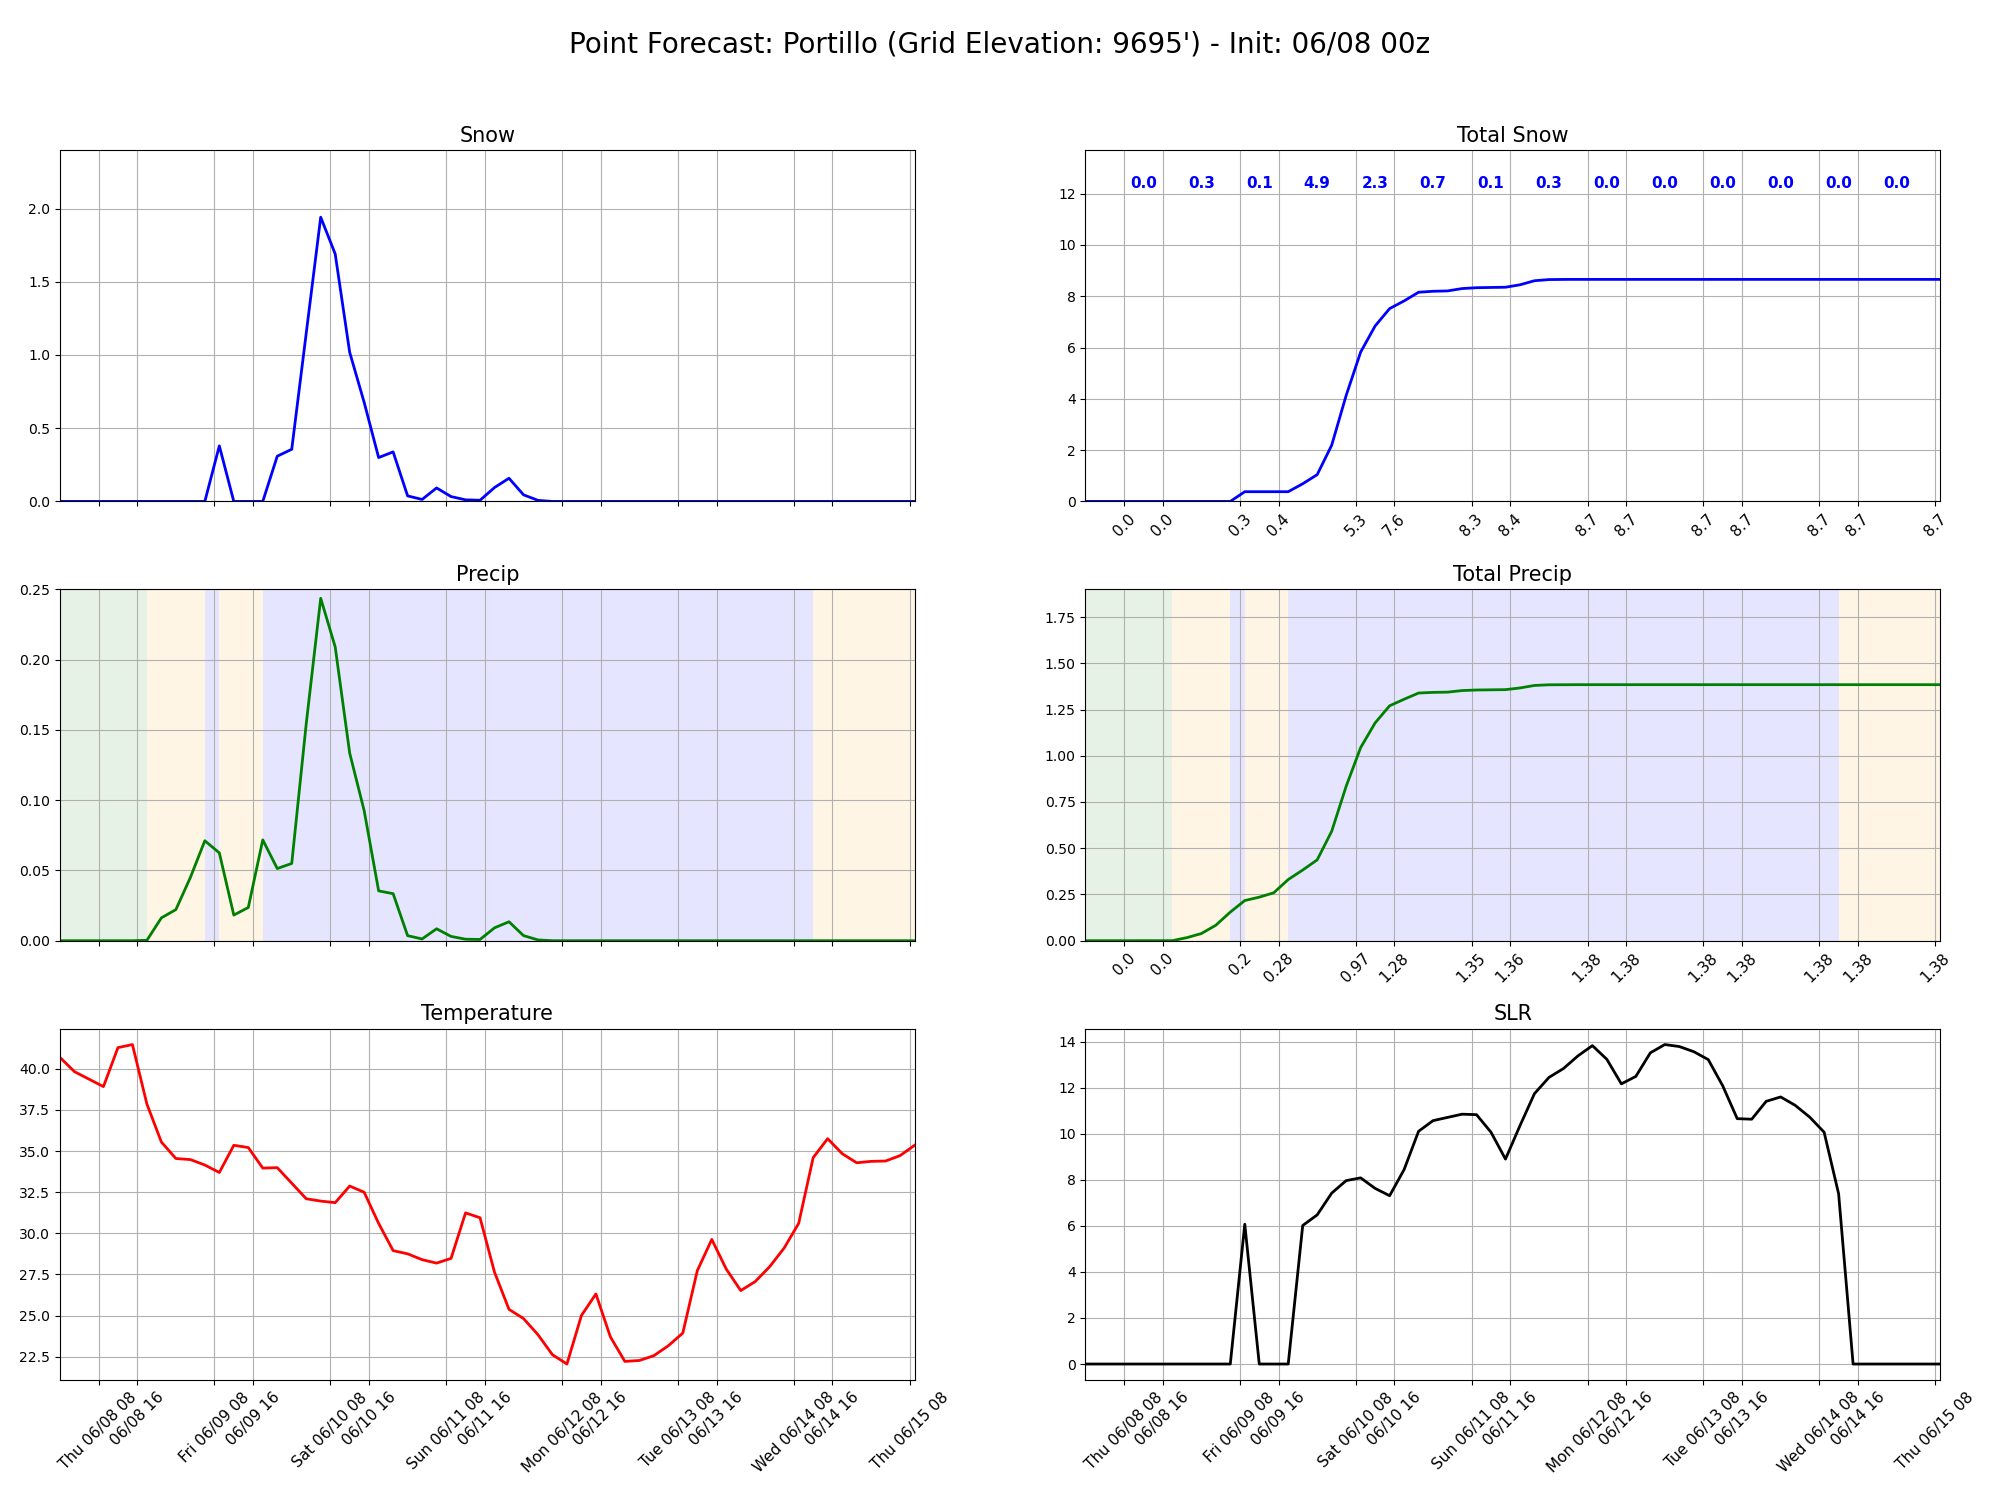 Point Forecast: Portillo (Grid Elevation: 9695') - Init: 06/08 00z
Snow
2.0
1.5
1.0
0.5
0.0
Total Snow
0.0 0.3 0.1 4.9 2.3 0.7 0.1 0.3 0.0 0.0 0.0 0.0 0.0 0.0
12
10
8
6
4
2
0
0.0 0.0 0.3 0.4 5.3 7.6 8.3 8.4 8.7 8.7 8.7 8.7 8.7 8.7 8.7
Precip
0.25
0.20
0.15
0.10
0.05
0.00
Total Precip
1.75
1.50
1.25
1.00
0.75
0.50
0.25
0.00
0.0 0.0 0.2 0.28 0.97 1.28 1.35 1.36 1.38 1.38 1.38 1.38 1.38 1.38 1.38
Temperature
40.0
37.5
35.0
32.5
30.0
27.5
25.0
22.5
Thu 06/08 08
06/08 16
Fri 06/09 08
06/09 16
Sat 06/10 08
06/10 16
Sun 06/11 08
06/11 16
Mon 06/12 08
06/12 16
Tue 06/13 08
06/13 16
Wed 06/14 08
06/14 16
Thu 06/15 08
SLR
14
12
10
8
6
4
2
0
Thu 06/08 08
06/08 16
Fri 06/09 08
06/09 16
Sat 06/10 08
06/10 16
Sun 06/11 08
06/11 16
Mon 06/12 08
06/12 16
Tue 06/13 08
06/13 16
Wed 06/14 08
06/14 16
Thu 06/15 08